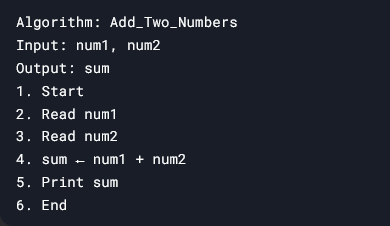 Algorithm: Add_Two_Numbers
Input: num1, num2
Output: sum
1. Start
2. Read num1
3. Read num2
4. sum ← num1 + num2
5. Print sum
6. End